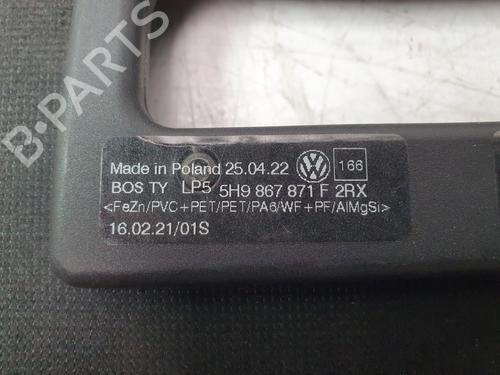 B-PARTS
Made in Poland 25.04.22 166
BOS TY LP5 5H9 867 871 F 2RX
<FeZn/PVC+PET/PET/PA6/WF+PF/AlMgSi>
16.02.21/01S